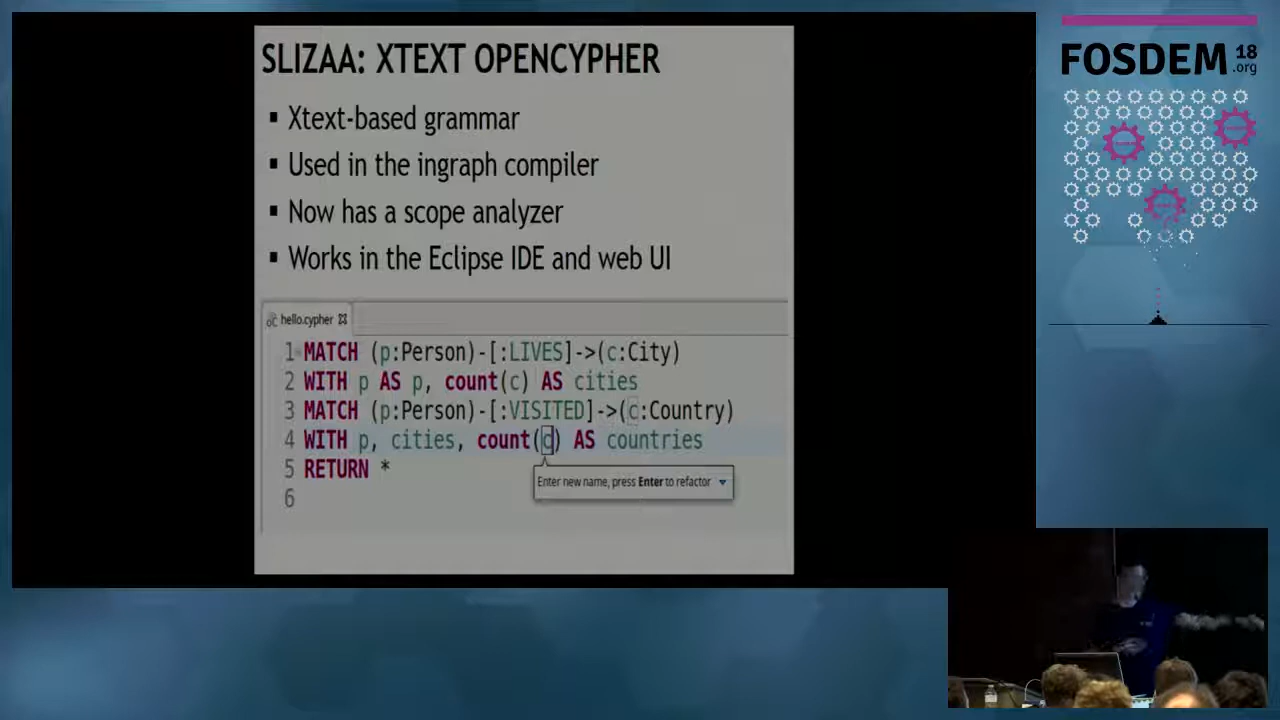 SLIZAA: XTEXT OPENCYPHER
▪ Xtext-based grammar
▪ Used in the ingraph compiler
▪ Now has a scope analyzer
▪ Works in the Eclipse IDE and web UI
hello.cypher
1 MATCH (p:Person)-[:LIVES]->(c:City)
2 WITH p AS p, count(c) AS cities
3 MATCH (p:Person)-[:VISITED]->(c:Country)
4 WITH p, cities, count(c) AS countries
5 RETURN *
6
Enter new name, press Enter to refactor
FOSDEM 18
.org